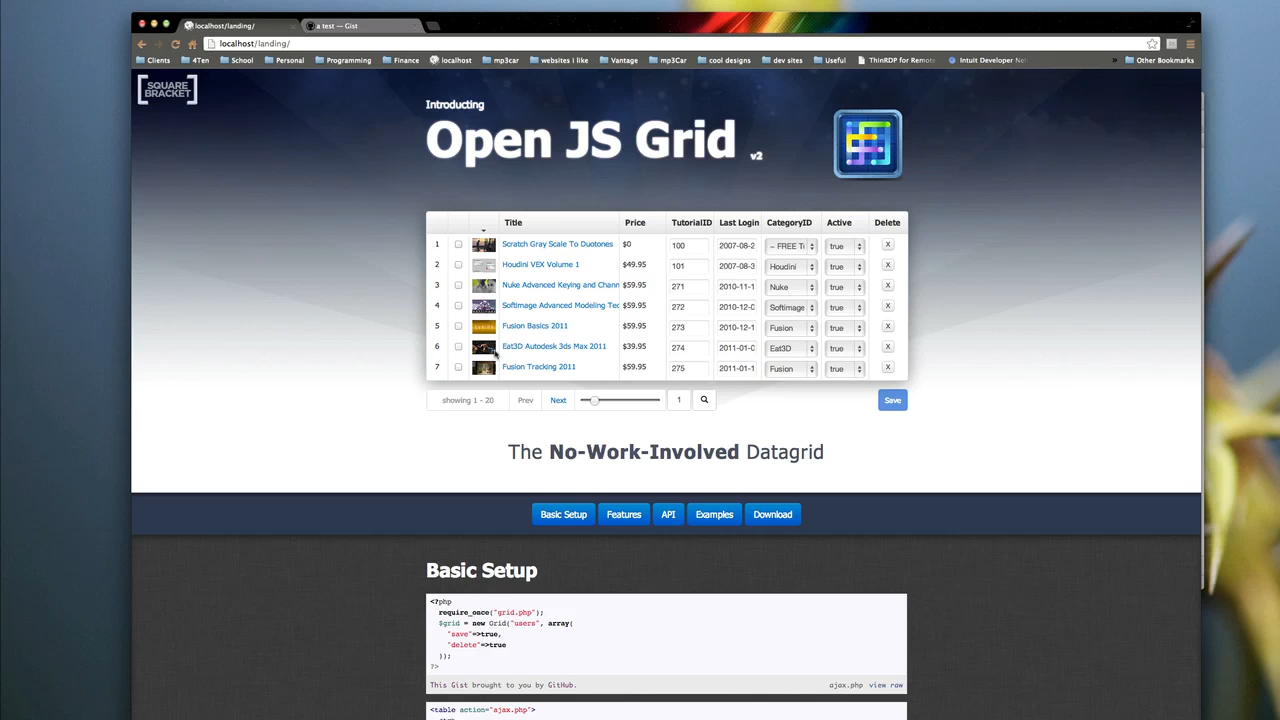 localhost/landing/ a test — Gist
localhost/landing/
Clients 4Ten School Personal Programming Finance localhost mp3car websites i like Vantage mp3Car cool designs dev sites Useful ThinRDP for Remote Intuit Developer Net » Other Bookmarks
SQUARE
BRACKET
Introducing
Open JS Grid v2
Title Price TutorialID Last Login CategoryID Active Delete
1 Scratch Gray Scale To Duotones $0 100 2007-08-2 -- FREE T true X
2 Houdini VEX Volume 1 $49.95 101 2007-08-3 Houdini true X
3 Nuke Advanced Keying and Chann $59.95 271 2010-11-1 Nuke true X
4 Softimage Advanced Modeling Tec $59.95 272 2010-12-0 Softimage true X
5 Fusion Basics 2011 $59.95 273 2010-12-1 Fusion true X
6 Eat3D Autodesk 3ds Max 2011 $39.95 274 2011-01-0 Eat3D true X
7 Fusion Tracking 2011 $59.95 275 2011-01-1 Fusion true X
showing 1 - 20 Prev Next 1 Save
The No-Work-Involved Datagrid
Basic Setup Features API Examples Download
Basic Setup
<?php
require_once("grid.php");
$grid = new Grid("users", array(
"save"=>true,
"delete"=>true
));
?>
This Gist brought to you by GitHub. ajax.php view raw
<table action="ajax.php">